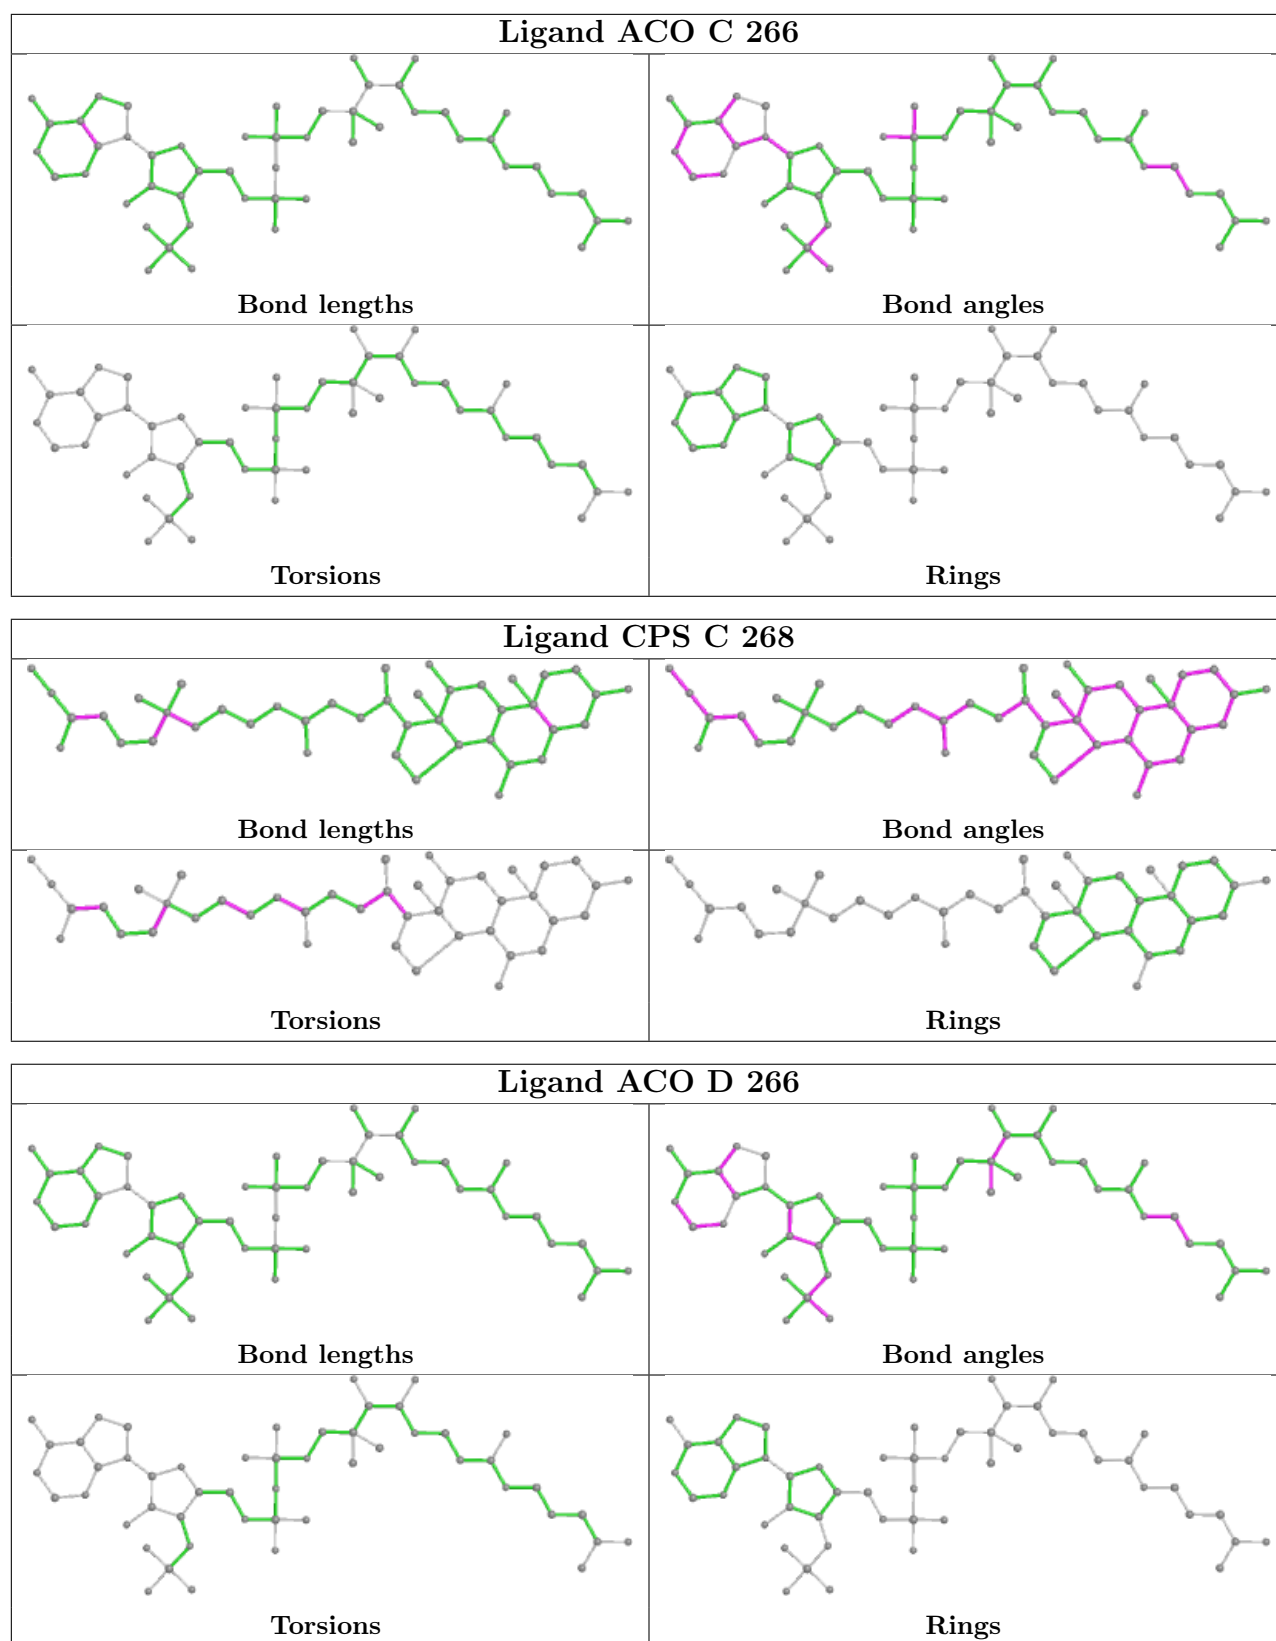 Ligand ACO C 266
Bond lengths
Bond angles
Torsions
Rings
Ligand CPS C 268
Bond lengths
Bond angles
Torsions
Rings
Ligand ACO D 266
Bond lengths
Bond angles
Torsions
Rings